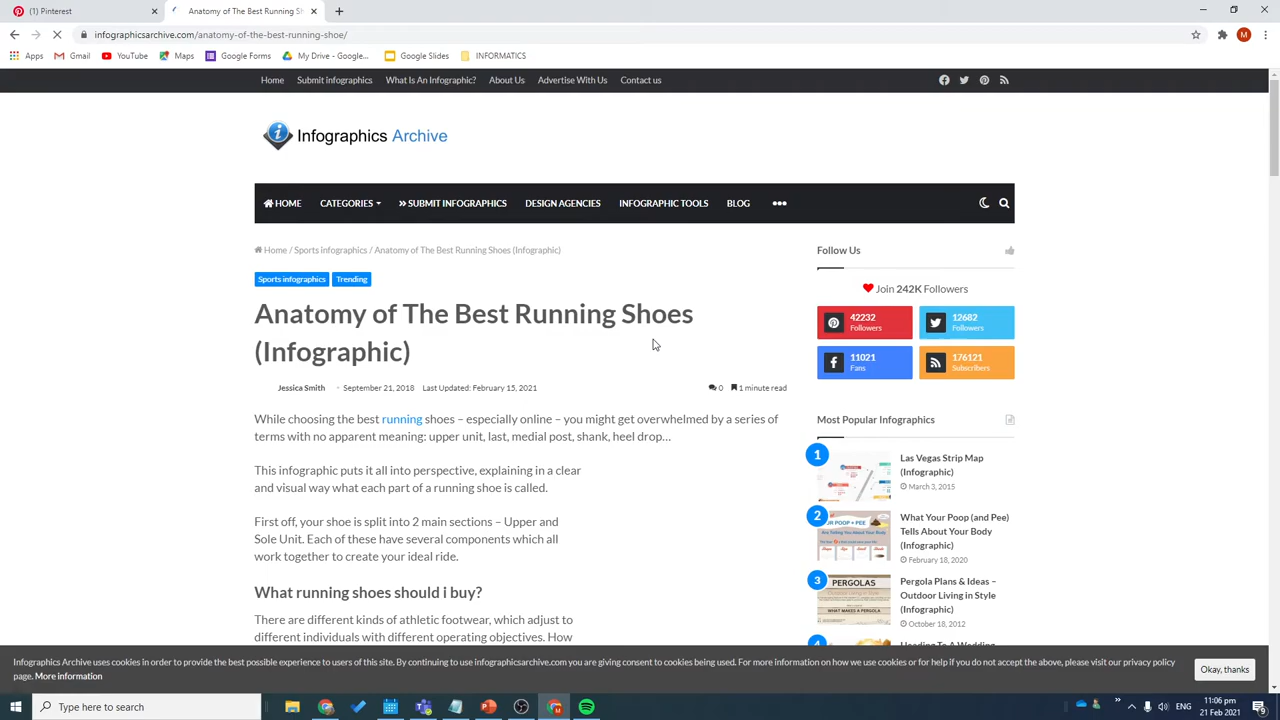 (1) Pinterest
Anatomy of The Best Running Sh
infographicsarchive.com/anatomy-of-the-best-running-shoe/
M
Apps
Gmail
YouTube
Maps
Google Forms
My Drive - Google...
Google Slides
INFORMATICS
Home
Submit infographics
What Is An Infographic?
About Us
Advertise With Us
Contact us
Infographics Archive
HOME
CATEGORIES
SUBMIT INFOGRAPHICS
DESIGN AGENCIES
INFOGRAPHIC TOOLS
BLOG
Home / Sports infographics / Anatomy of The Best Running Shoes (Infographic)
Sports infographics
Trending
Anatomy of The Best Running Shoes
(Infographic)
Jessica Smith
September 21, 2018
Last Updated: February 15, 2021
0
1 minute read
While choosing the best running shoes – especially online – you might get overwhelmed by a series of
terms with no apparent meaning: upper unit, last, medial post, shank, heel drop…
This infographic puts it all into perspective, explaining in a clear
and visual way what each part of a running shoe is called.
First off, your shoe is split into 2 main sections – Upper and
Sole Unit. Each of these have several components which all
work together to create your ideal ride.
What running shoes should i buy?
There are different kinds of athletic footwear, which adjust to
different individuals with different operating objectives. How
Follow Us
Join 242K Followers
42232
Followers
12682
Followers
11021
Fans
176121
Subscribers
Most Popular Infographics
1
Las Vegas Strip Map
(Infographic)
March 3, 2015
2
UR POOP + PEE
What Your Poop (and Pee)
Tells About Your Body
(Infographic)
February 18, 2020
3
PERGOLAS
WHAT MAKES A PERGOLA
Pergola Plans & Ideas –
Outdoor Living in Style
(Infographic)
October 18, 2012
4
Infographics Archive uses cookies in order to provide the best possible experience to users of this site. By continuing to use infographicsarchive.com you are giving consent to cookies being used. For more information on how we use cookies or for help if you do not accept the above, please visit our privacy policy
page. More information
Okay, thanks
Type here to search
ENG
11:06 pm
21 Feb 2021